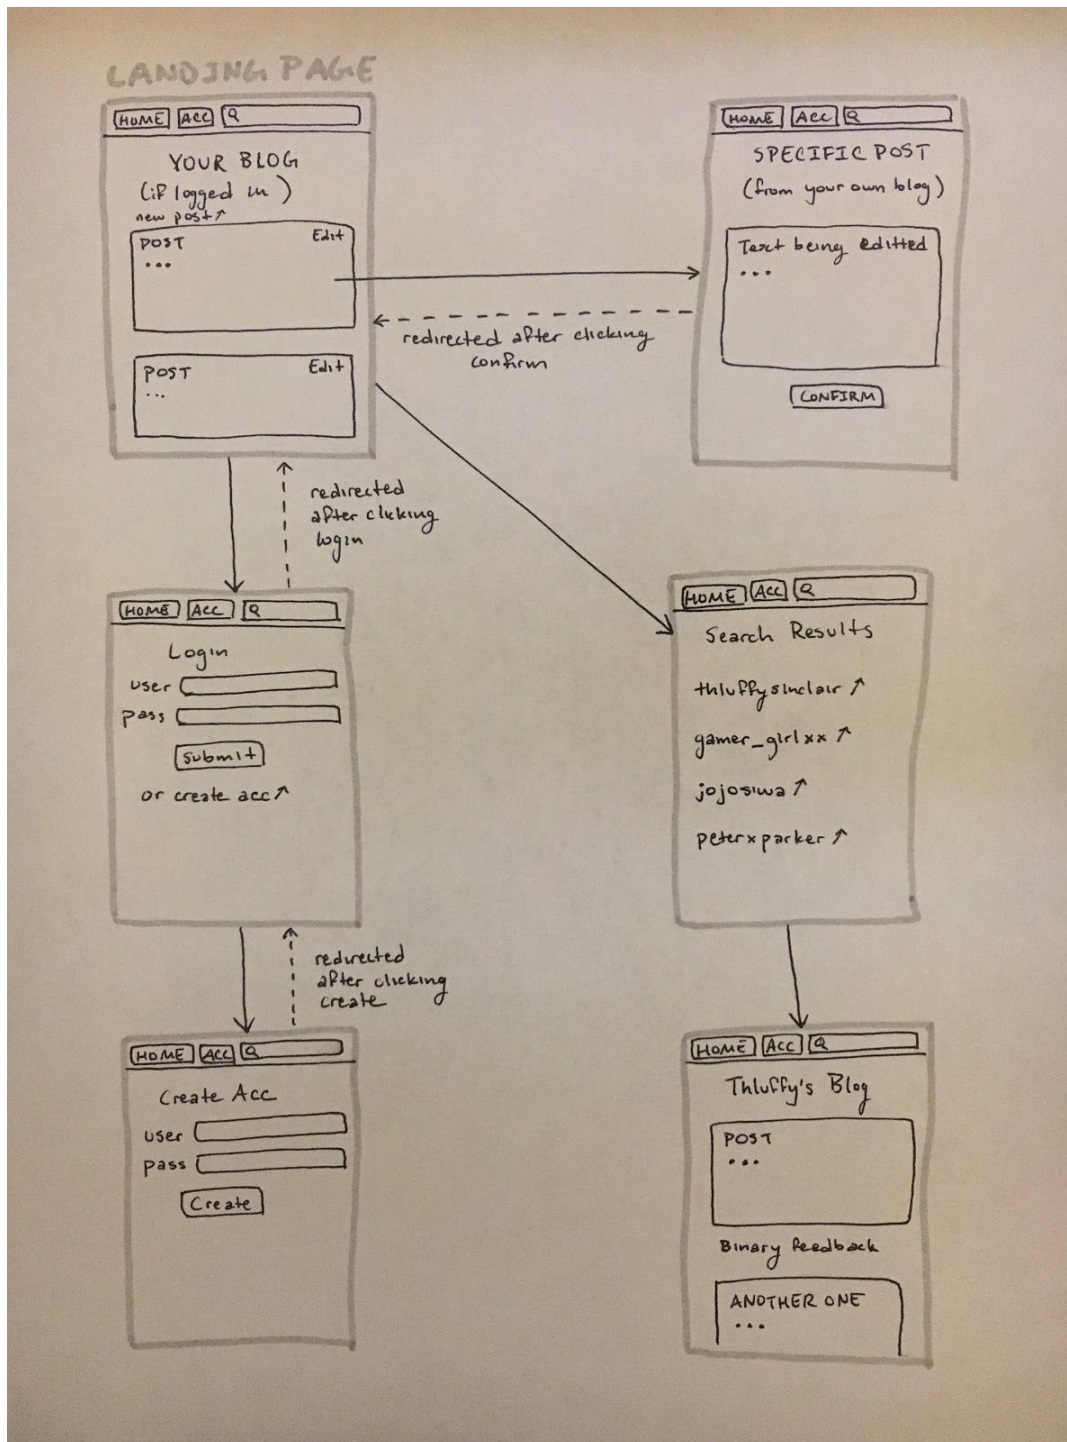 LANDING PAGE
HOME ACC
YOUR BLOG
(if logged in)
new post↗
POST Edit
...
POST Edit
...
HOME ACC
SPECIFIC POST
(from your own blog)
Text being editted
...
CONFIRM
redirected after clicking
confirm
redirected
after clicking
login
HOME ACC
Login
user
pass
Submit
or create acc↗
HOME ACC
Search Results
thluffysinclair ↗
gamer_girlxx ↗
jojosiwa ↗
peterxparker ↗
redirected
after clicking
create
HOME ACC
Create Acc
user
pass
Create
HOME ACC
Thluffy's Blog
POST
...
Binary feedback
ANOTHER ONE
...